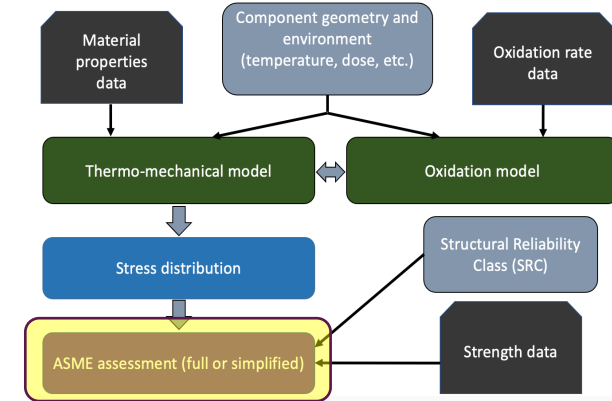 Material
properties
data
Component geometry and
environment
(temperature, dose, etc.)
Oxidation rate
data
Thermo-mechanical model
Oxidation model
Stress distribution
Structural Reliability
Class (SRC)
ASME assessment (full or simplified)
Strength data